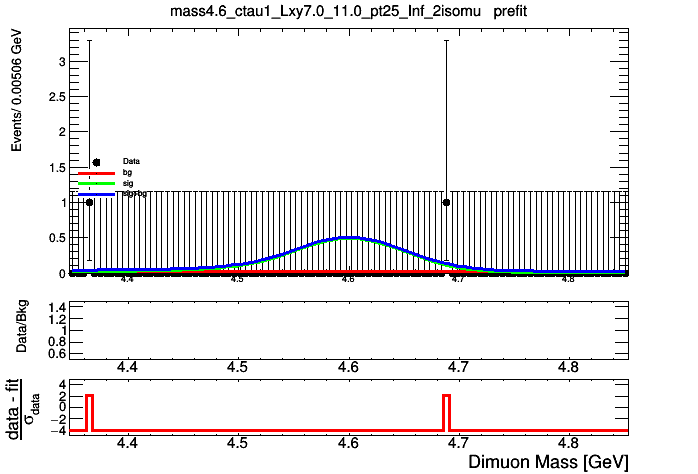 mass4.6_ctau1_Lxy7.0_11.0_pt25_Inf_2isomu prefit
Events/ 0.00506 GeV
3
2.5
2
1.5
1
0.5
0
Data
bg
sig
sig+bg
4.4 4.5 4.6 4.7 4.8
Data/Bkg
1.4
1.2
1
0.8
0.6
4.4 4.5 4.6 4.7 4.8
data - fit
σdata
4
2
0
−2
−4
4.4 4.5 4.6 4.7 4.8
Dimuon Mass [GeV]